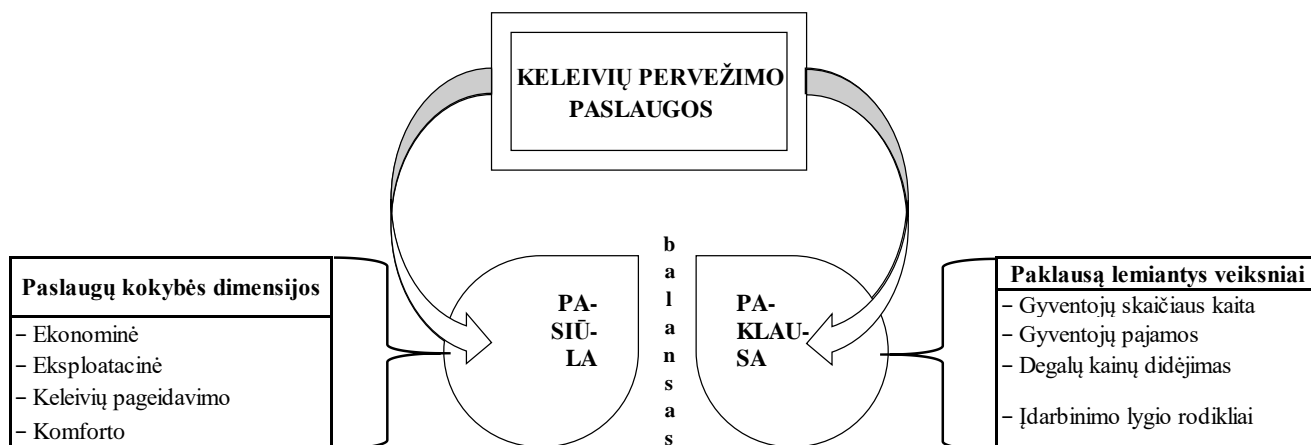 KELEIVIŲ PERVEŽIMO
PASLAUGOS
Paslaugų kokybės dimensijos
– Ekonominė
– Eksploatacinė
– Keleivių pageidavimo
– Komforto
PA-
SIŪ-
LA
b
a
l
a
n
s
a
s
PA-
KLAU-
SA
Paklausą lemiantys veiksniai
– Gyventojų skaičiaus kaita
– Gyventojų pajamos
– Degalų kainų didėjimas
– Įdarbinimo lygio rodikliai